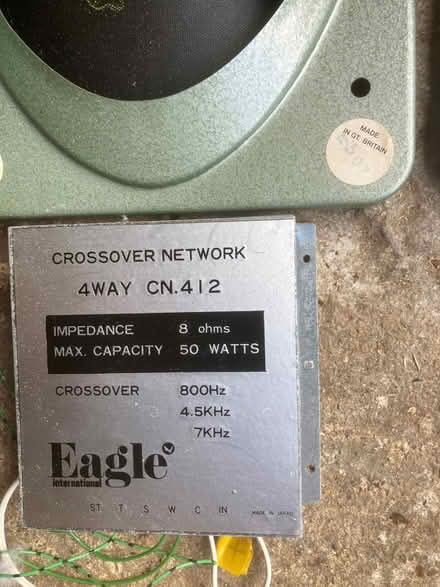 MADE
IN GT. BRITAIN
CROSSOVER NETWORK
4WAY CN.412
IMPEDANCE 8 ohms
MAX. CAPACITY 50 WATTS
CROSSOVER 800Hz
4.5KHz
7KHz
Eagle
international
ST T S W C IN MADE IN JAPAN